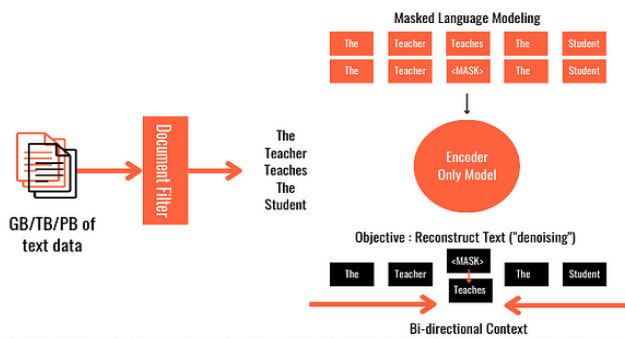 Masked Language Modeling
The Teacher Teaches The Student
The Teacher <MASK> The Student
GB/TB/PB of
text data
Document Filter
The
Teacher
Teaches
The
Student
Encoder
Only Model
Objective : Reconstruct Text ("denoising")
<MASK>
The Teacher Teaches The Student
Bi-directional Context